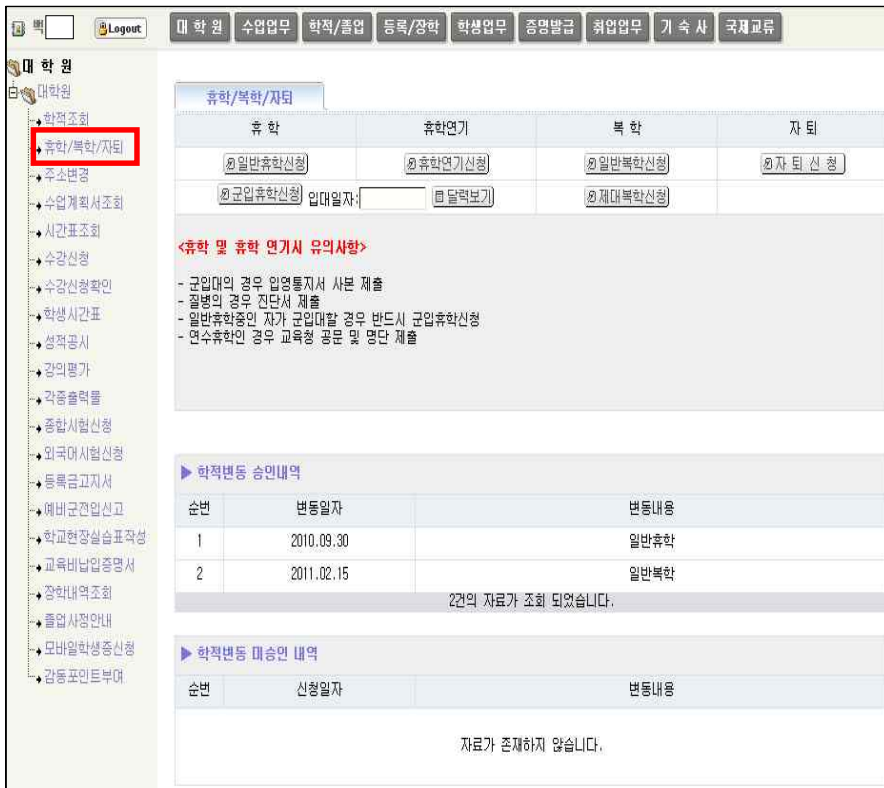 백
Logout
대 학 원
수업업무
학적/졸업
등록/장학
학생업무
증명발급
취업업무
기 숙 사
국제교류
대 학 원
대학원
학적조회
휴학/복학/자퇴
주소변경
수업계획서조회
시간표조회
수강신청
수강신청확인
학생시간표
성적공시
강의평가
각종출력물
종합시험신청
외국어시험신청
등록금고지서
예비군전입신고
학교현장실습표작성
교육비납입증명서
장학내역조회
졸업사정안내
모바일학생증신청
감동포인트부여
휴학/복학/자퇴
휴 학 휴학연기 복 학 자 퇴
일반휴학신청 휴학연기신청 일반복학신청 자 퇴 신 청
군입휴학신청 입대일자: 달력보기 제대복학신청
<휴학 및 휴학 연기시 유의사항>
- 군입대의 경우 입영통지서 사본 제출
- 질병의 경우 진단서 제출
- 일반휴학중인 자가 군입대할 경우 반드시 군입휴학신청
- 연수휴학인 경우 교육청 공문 및 명단 제출
▶ 학적변동 승인내역
순번 변동일자 변동내용
1 2010.09.30 일반휴학
2 2011.02.15 일반복학
2건의 자료가 조회 되었습니다.
▶ 학적변동 미승인 내역
순번 신청일자 변동내용
자료가 존재하지 않습니다.